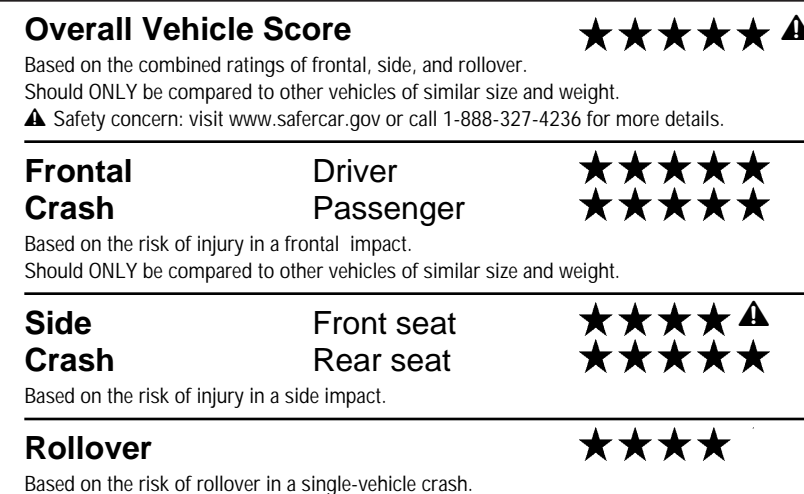 Overall Vehicle Score ★★★★★ ⚠
Based on the combined ratings of frontal, side, and rollover.
Should ONLY be compared to other vehicles of similar size and weight.
⚠ Safety concern: visit www.safercar.gov or call 1-888-327-4236 for more details.
Frontal Driver ★★★★★
Crash Passenger ★★★★★
Based on the risk of injury in a frontal impact.
Should ONLY be compared to other vehicles of similar size and weight.
Side Front seat ★★★★⚠
Crash Rear seat ★★★★★
Based on the risk of injury in a side impact.
Rollover ★★★★
Based on the risk of rollover in a single-vehicle crash.